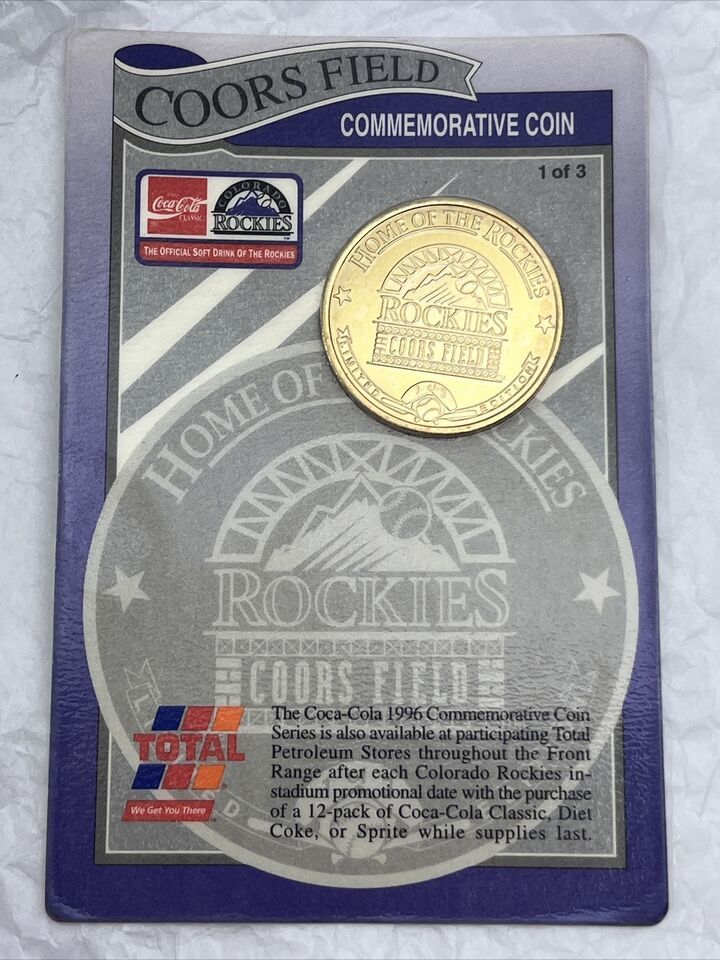 COORS FIELD
COMMEMORATIVE COIN
1 of 3
Coca-Cola
CLASSIC
COLORADO
ROCKIES
THE OFFICIAL SOFT DRINK OF THE ROCKIES
HOME OF THE ROCKIES
ROCKIES
COORS FIELD
LIMITED
EDITION
HOME OF
ROCKIES
COORS FIELD
TOTAL
We Get You There
The Coca-Cola 1996 Commemorative Coin
Series is also available at participating Total
Petroleum Stores throughout the Front
Range after each Colorado Rockies in-
stadium promotional date with the purchase
of a 12-pack of Coca-Cola Classic, Diet
Coke, or Sprite while supplies last.